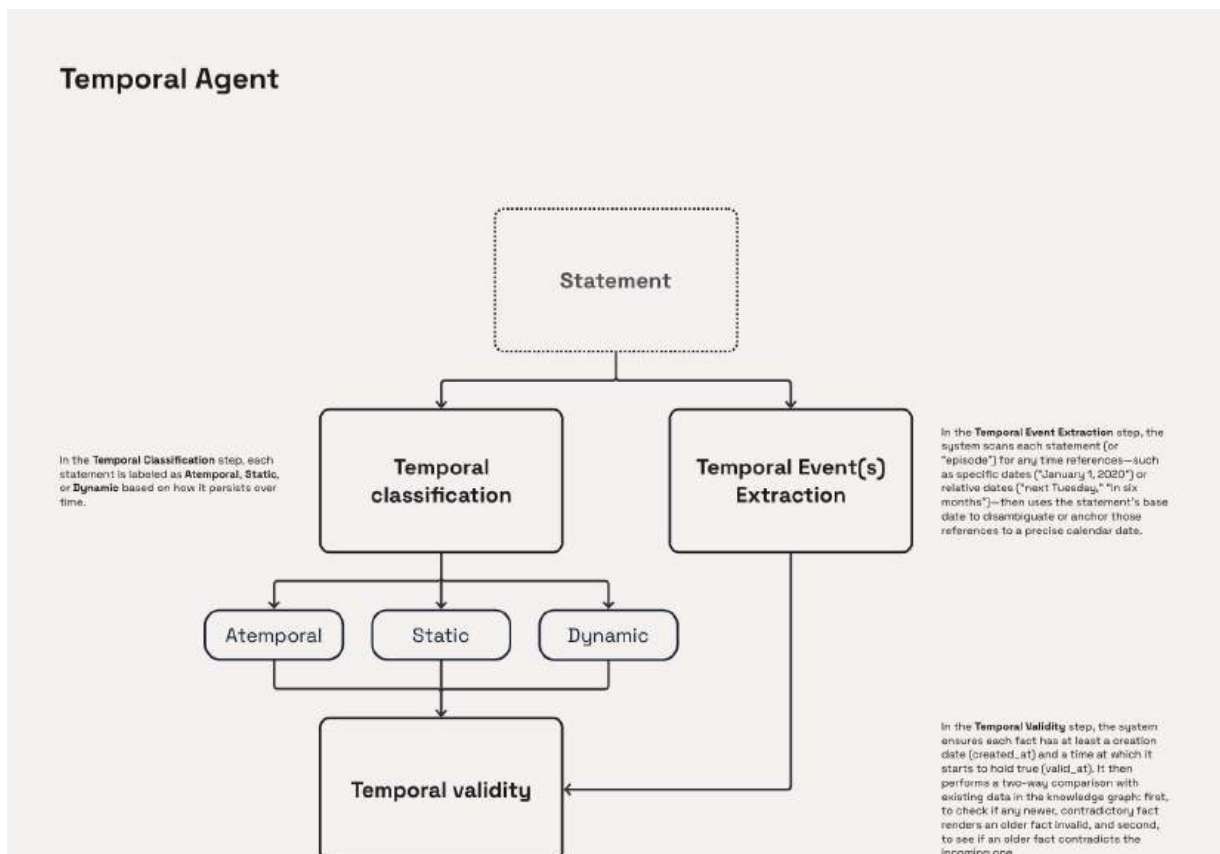 Temporal Agent
Statement
In the Temporal Classification step, each
statement is labeled as Atemporal, Static,
or Dynamic based on how it persists over
time.
Temporal
classification
Temporal Event(s)
Extraction
In the Temporal Event Extraction step, the
system scans each statement (or
"episode") for any time references—such
as specific dates ("January 1, 2020") or
relative dates ("next Tuesday," "in six
months")—then uses the statement's base
date to disambiguate or anchor those
references to a precise calendar date.
Atemporal
Static
Dynamic
Temporal validity
In the Temporal Validity step, the system
ensures each fact has at least a creation
date (created_at) and a time at which it
starts to hold true (valid_at). It then
performs a two-way comparison with
existing data in the knowledge graph: first,
to check if any newer, contradictory fact
renders an older fact invalid, and second,
to see if an older fact contradicts the
incoming one.